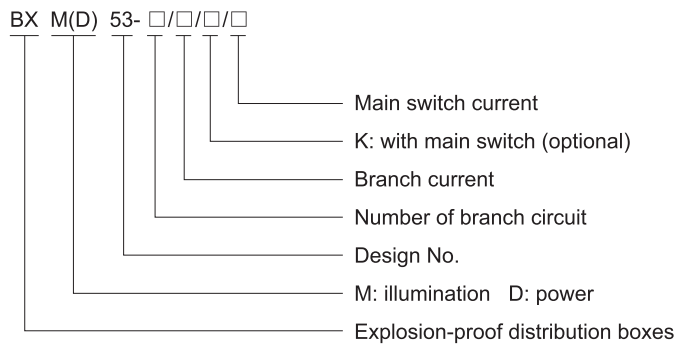 BX M(D) 53- □/□/□/□
Main switch current
K: with main switch (optional)
Branch current
Number of branch circuit
Design No.
M: illumination D: power
Explosion-proof distribution boxes